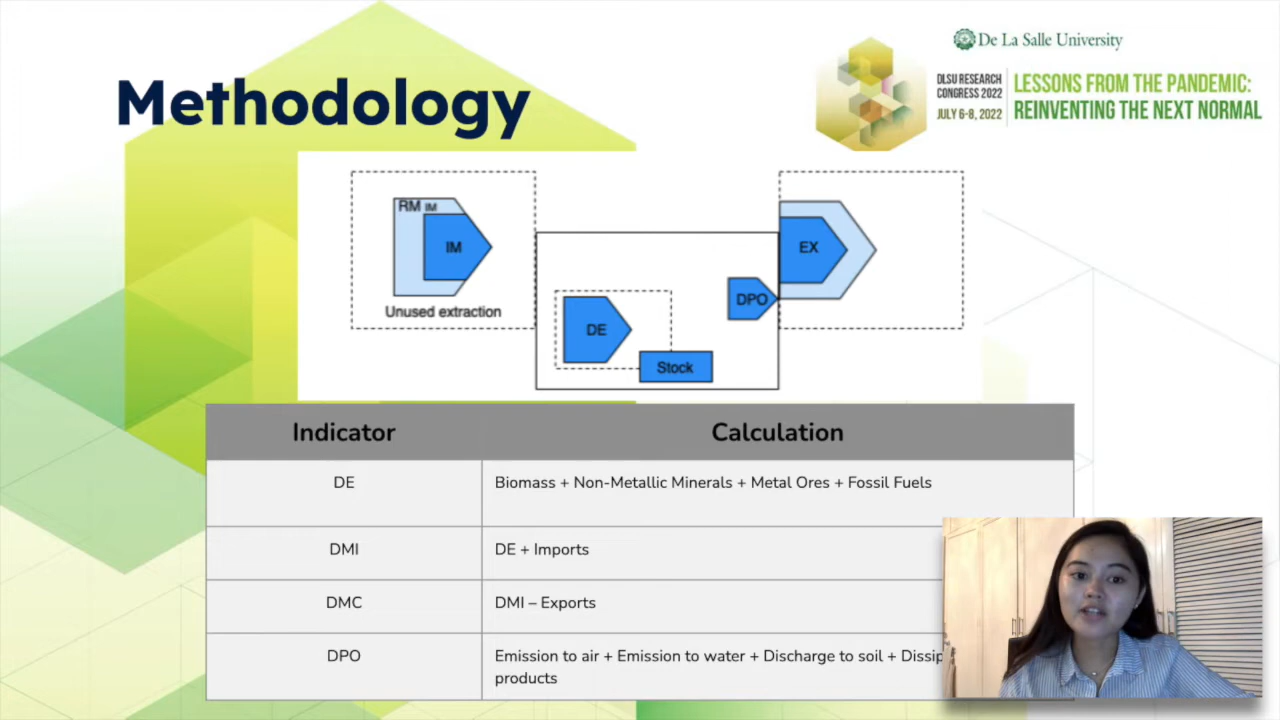 De La Salle University
Methodology
DLSU RESEARCH
CONGRESS 2022
JULY 6-8, 2022
LESSONS FROM THE PANDEMIC:
REINVENTING THE NEXT NORMAL
RM IM
IM
Unused extraction
EX
DPO
DE
Stock
Indicator
Calculation
DE
Biomass + Non-Metallic Minerals + Metal Ores + Fossil Fuels
DMI
DE + Imports
DMC
DMI – Exports
DPO
Emission to air + Emission to water + Discharge to soil +
products